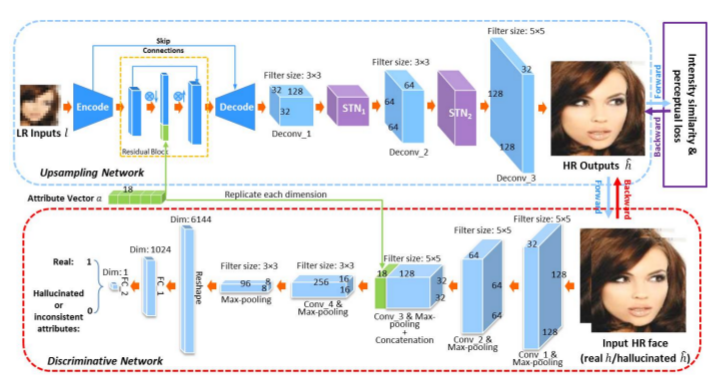 Skip
Connections
Filter size: 3×3
Filter size: 3×3
Filter size: 5×5
LR Inputs l
Encode
Residual Block
Decode
32 128
32
Deconv_1
STN₁
64
64
64
Deconv_2
STN₂
32
128
128
Deconv_3
HR Outputs ĥ
Forward
Backward
Intensity similarity &
perceptual loss
Upsampling Network
Attribute Vector a
18
Replicate each dimension
Forward
Backward
Real: 1
Hallucinated
or
inconsistent
attributes:
0
Dim: 1
FC_2
Dim: 1024
FC_1
Dim: 6144
Reshape
Filter size: 3×3
96 8
8
Max-pooling
Filter size: 3×3
256 16
16
Conv_4 &
Max-pooling
Filter size: 5×5
18 128
32
32
Conv_3 & Max-
pooling
+
Concatenation
Filter size: 5×5
64
64
64
Conv_2 &
Max-pooling
Filter size: 5×5
32
128
128
Conv_1 &
Max-pooling
Input HR face
(real h/hallucinated ĥ)
Discriminative Network